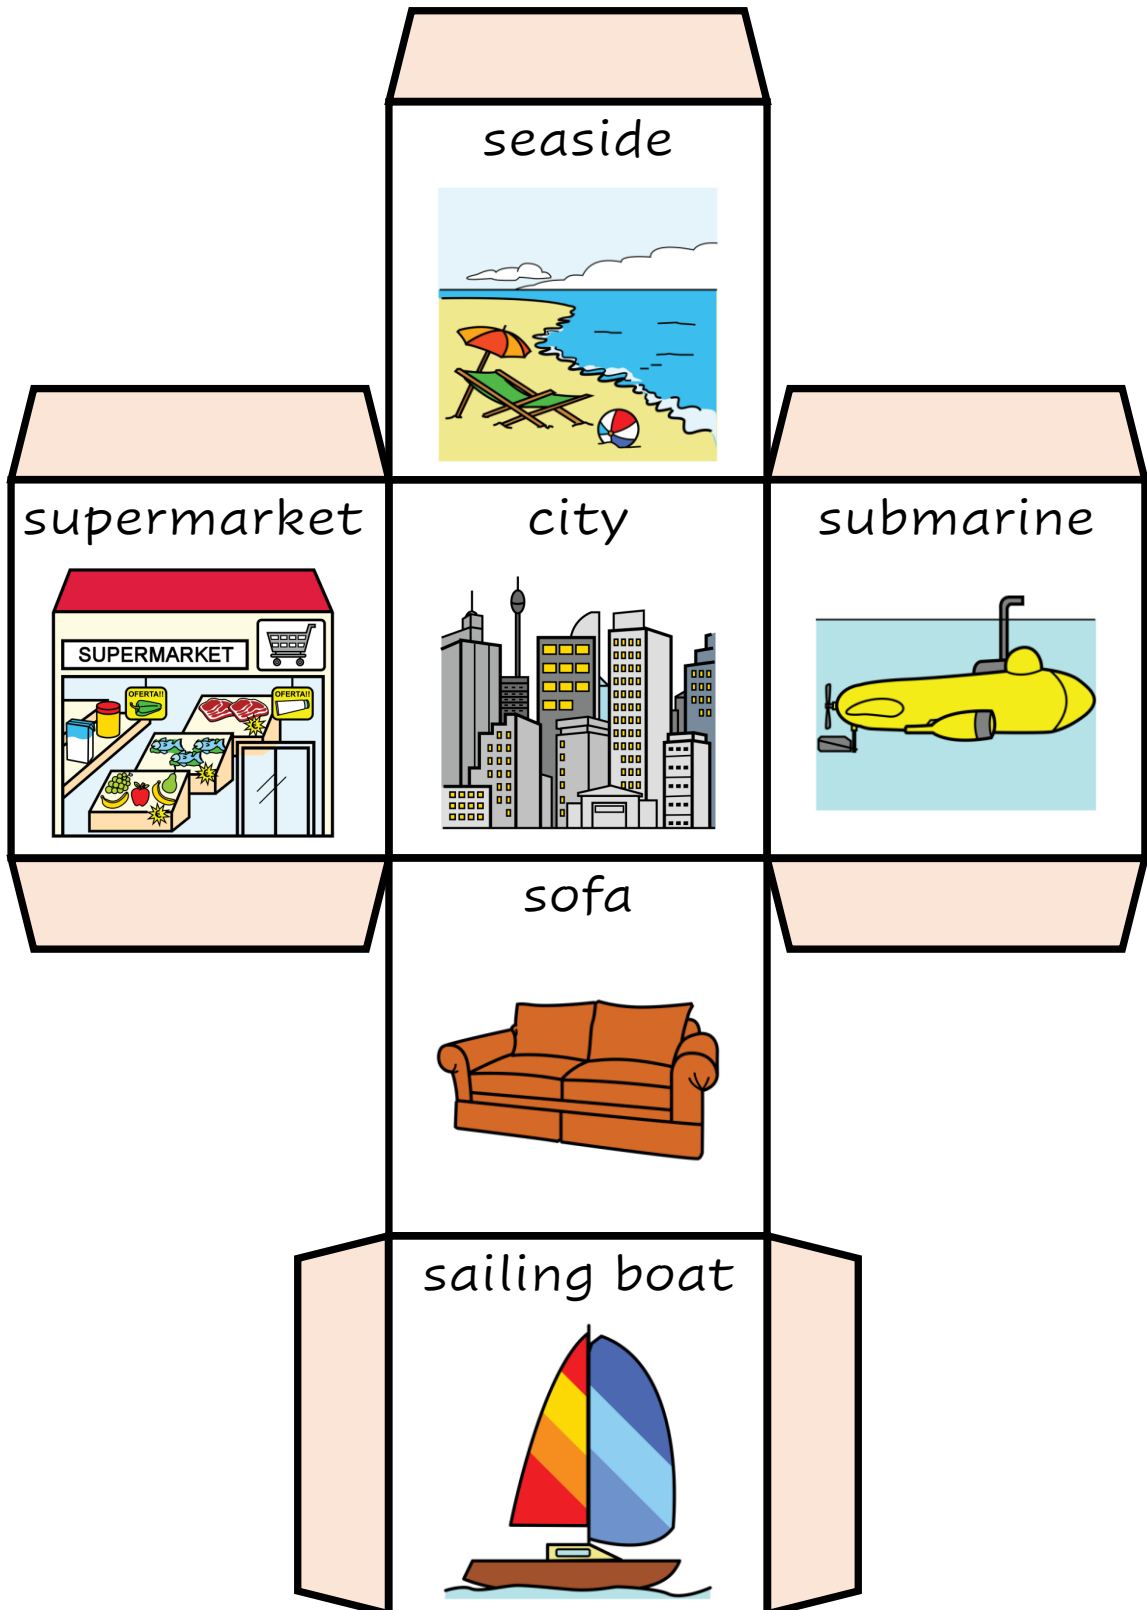 seaside
supermarket
city
submarine
SUPERMARKET
OFERTA!!
OFERTA!!
€
€
€
sofa
sailing boat